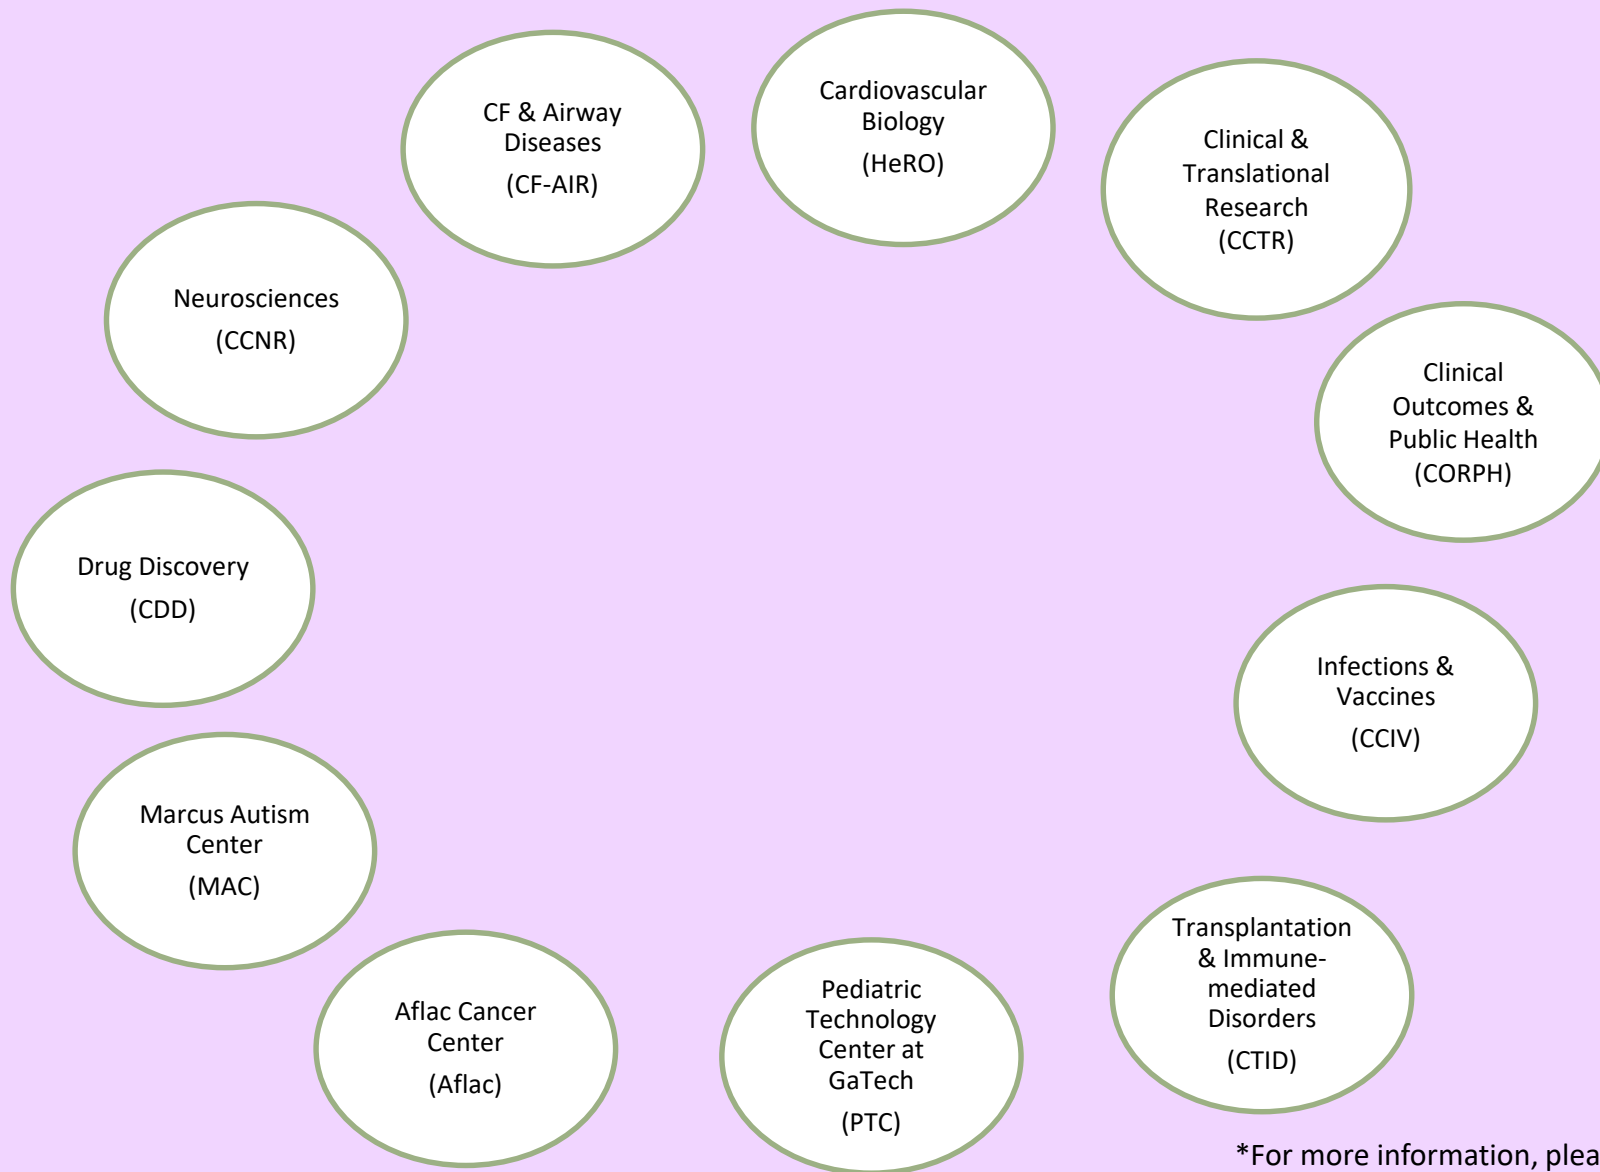 Cardiovascular
Biology
(HeRO)
CF & Airway
Diseases
(CF-AIR)
Clinical &
Translational
Research
(CCTR)
Neurosciences
(CCNR)
Clinical
Outcomes &
Public Health
(CORPH)
Drug Discovery
(CDD)
Infections &
Vaccines
(CCIV)
Marcus Autism
Center
(MAC)
Transplantation
& Immune-
mediated
Disorders
(CTID)
Aflac Cancer
Center
(Aflac)
Pediatric
Technology
Center at
GaTech
(PTC)
*For more information, plea